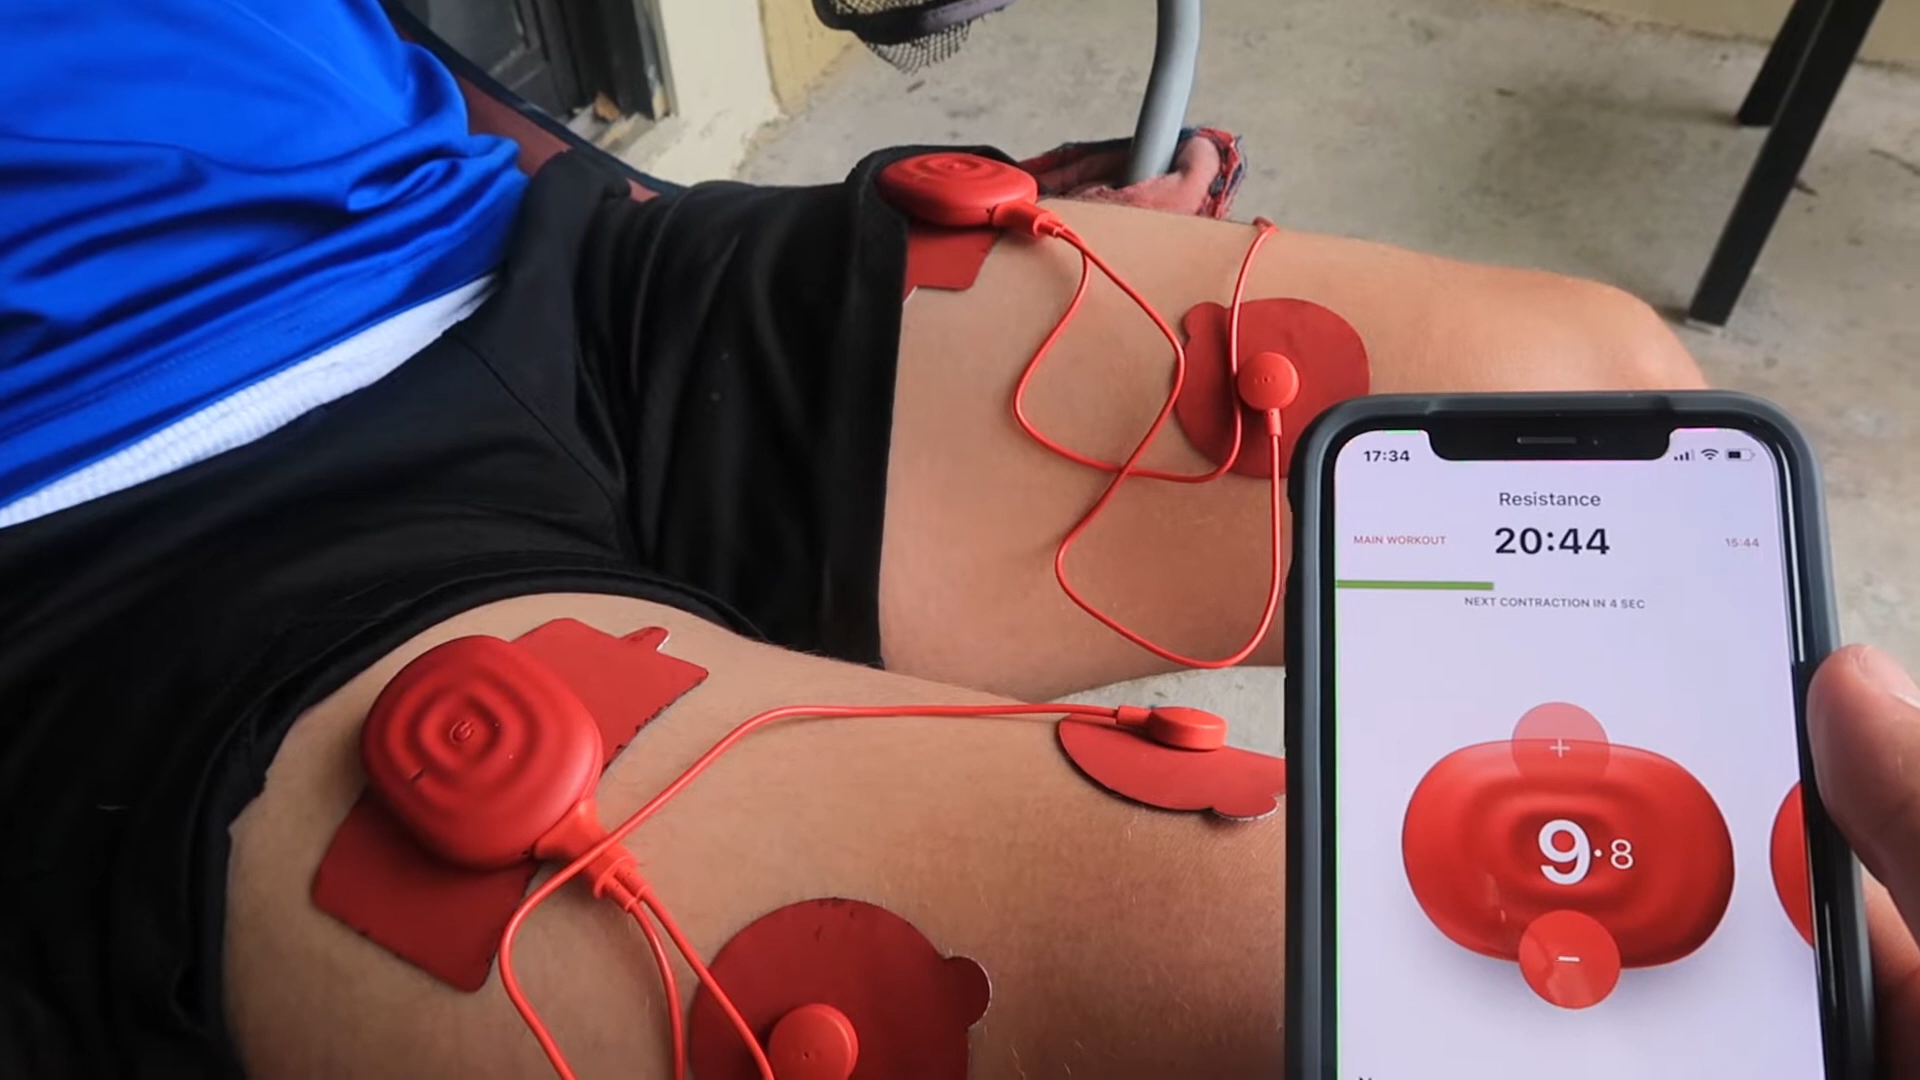 17:34
Resistance
MAIN WORKOUT 20:44 15:44
NEXT CONTRACTION IN 4 SEC
+
9.8
−